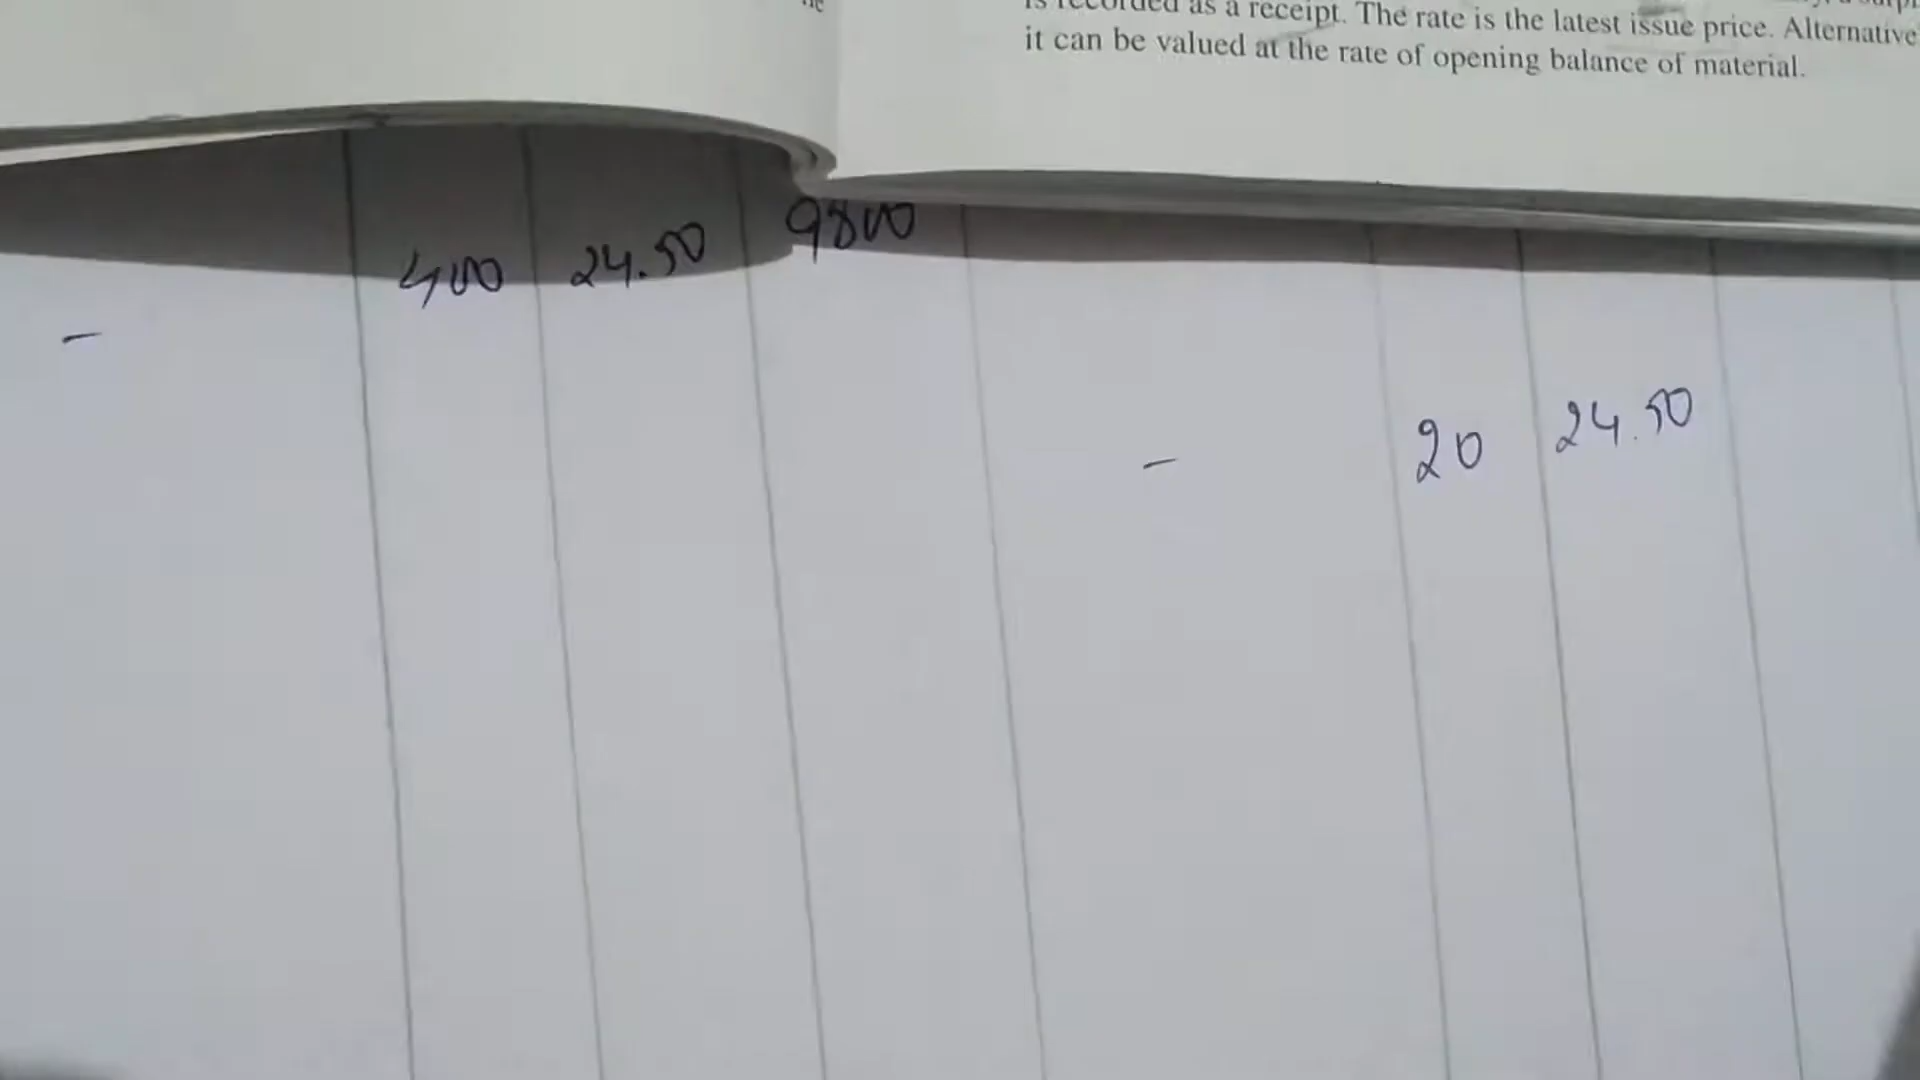 is recorded as a receipt. The rate is the latest issue price. Alternative
it can be valued at the rate of opening balance of material.
400 24.50 9800
-
- 20 24.50